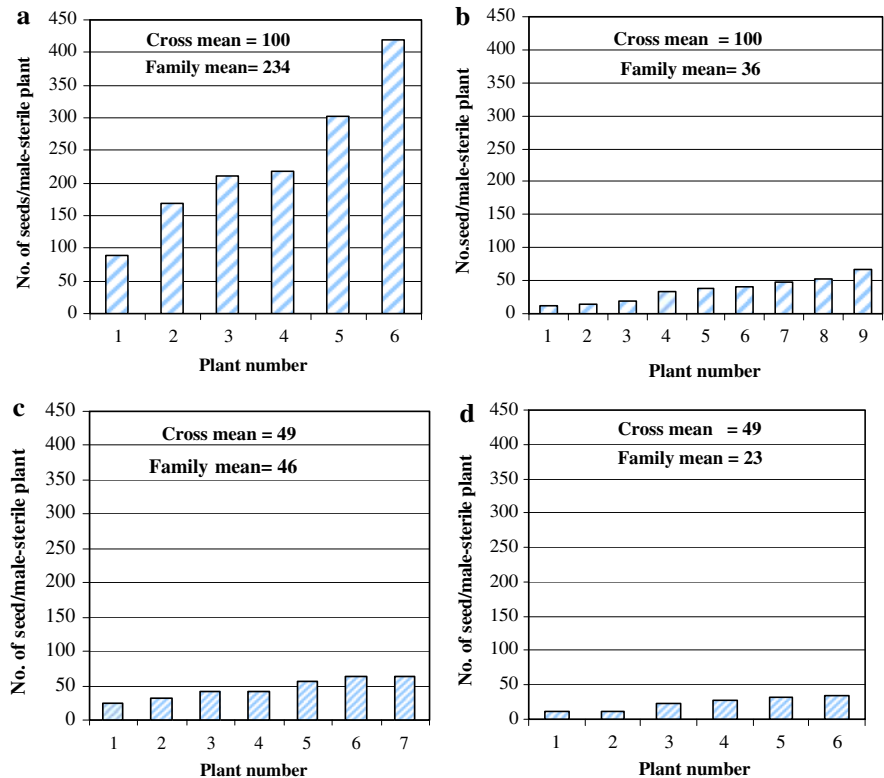 a
No. of seeds/male-sterile plant
450
400
350
300
250
200
150
100
50
0
Cross mean = 100
Family mean= 234
1 2 3 4 5 6
Plant number
b
No.seed/male-sterile plant
450
400
350
300
250
200
150
100
50
0
Cross mean = 100
Family mean= 36
1 2 3 4 5 6 7 8 9
Plant number
c
No. of seed/male-sterile plant
450
400
350
300
250
200
150
100
50
0
Cross mean = 49
Family mean= 46
1 2 3 4 5 6 7
Plant number
d
No. of seed/male-sterile plant
450
400
350
300
250
200
150
100
50
0
Cross mean = 49
Family mean = 23
1 2 3 4 5 6
Plant number